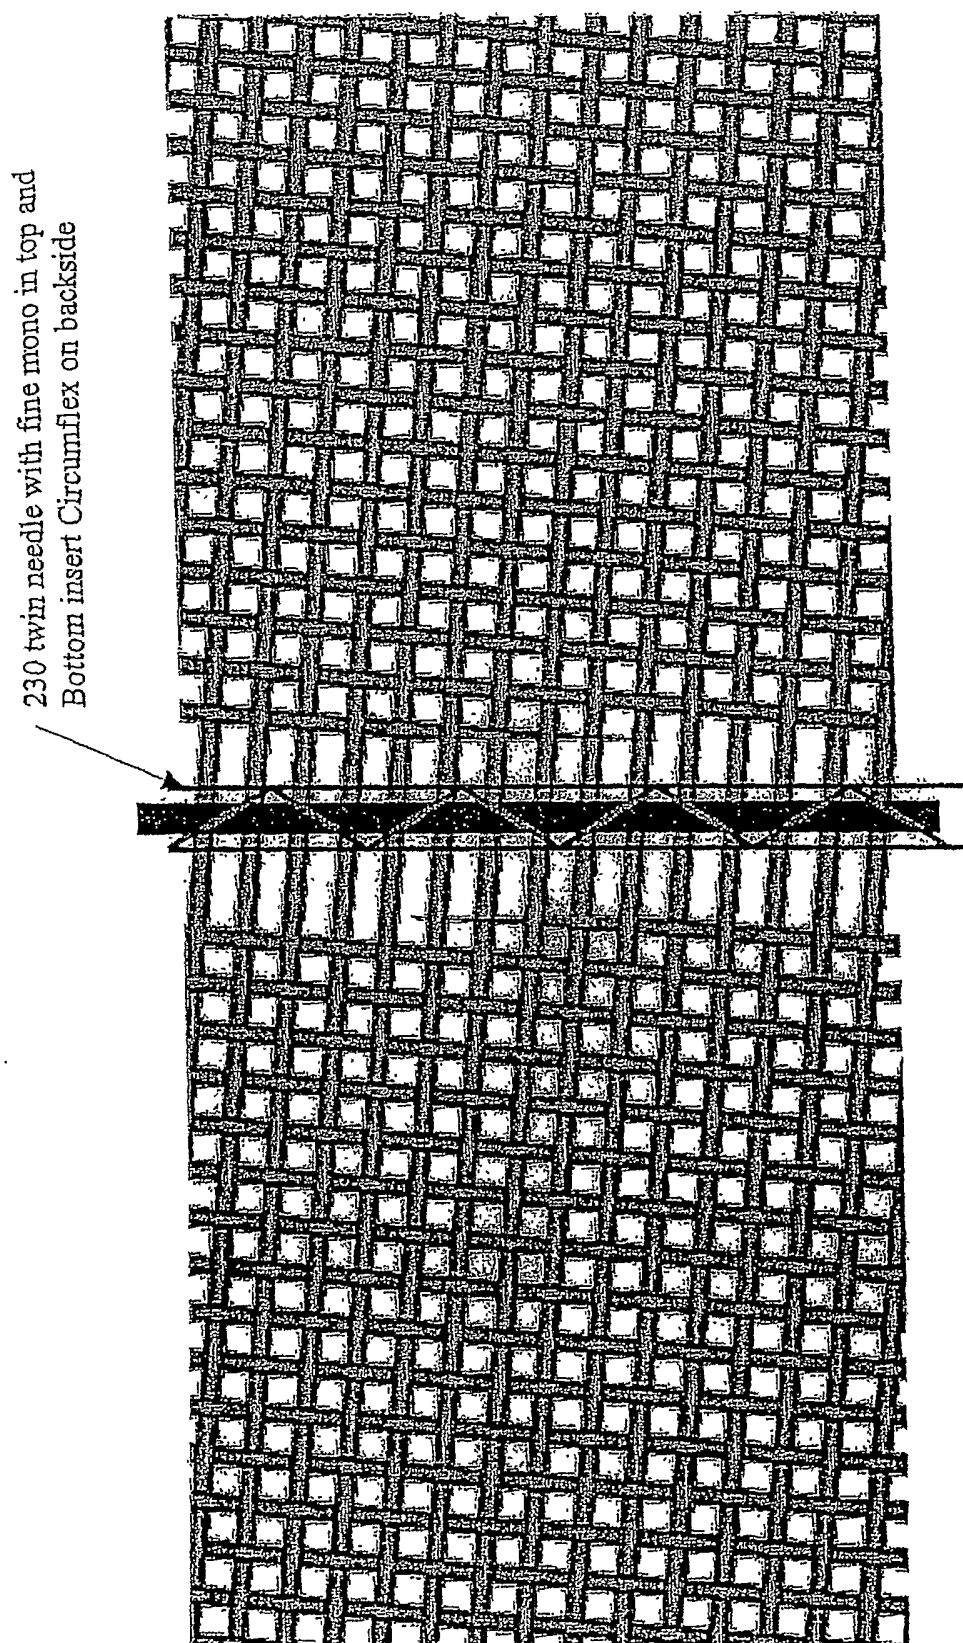 230 twin needle with fine mono in top and
Bottom insert Circumflex on backside